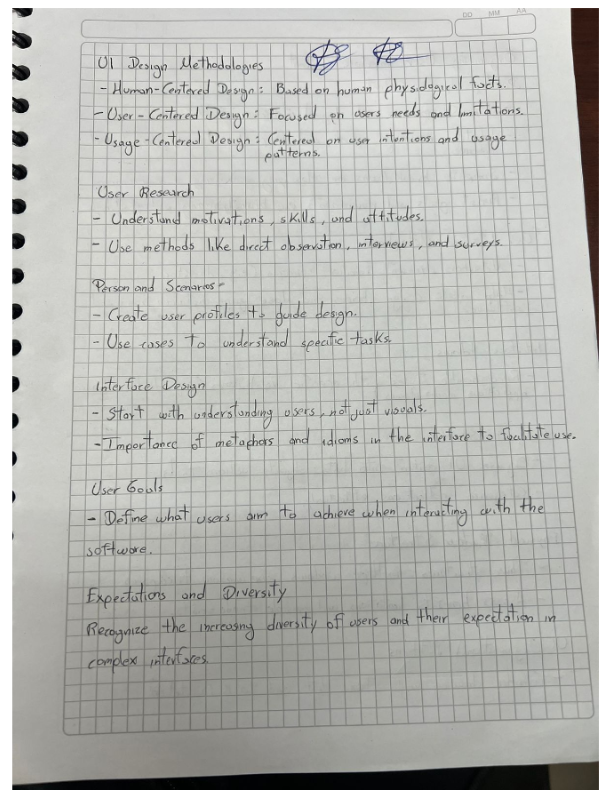 DD MM AA
UI Design Methodologies
- Human-Centered Design: Based on human physiological facts.
- User-Centered Design: Focused on users needs and limitations.
- Usage-Centered Design: Centered on user intentions and usage
patterns.
User Research
- Understand motivations, skills, and attitudes.
- Use methods like direct observation, interviews, and surveys.
Person and Scenarios-
- Create user profiles to guide design.
- Use cases to understand specific tasks.
Interface Design
- Start with understanding users, not just visuals.
- Importance of metaphors and idioms in the interface to facilitate use.
User Goals
- Define what users aim to achieve when interacting with the
software.
Expectations and Diversity
Recognize the increasing diversity of users and their expectation in
complex interfaces.